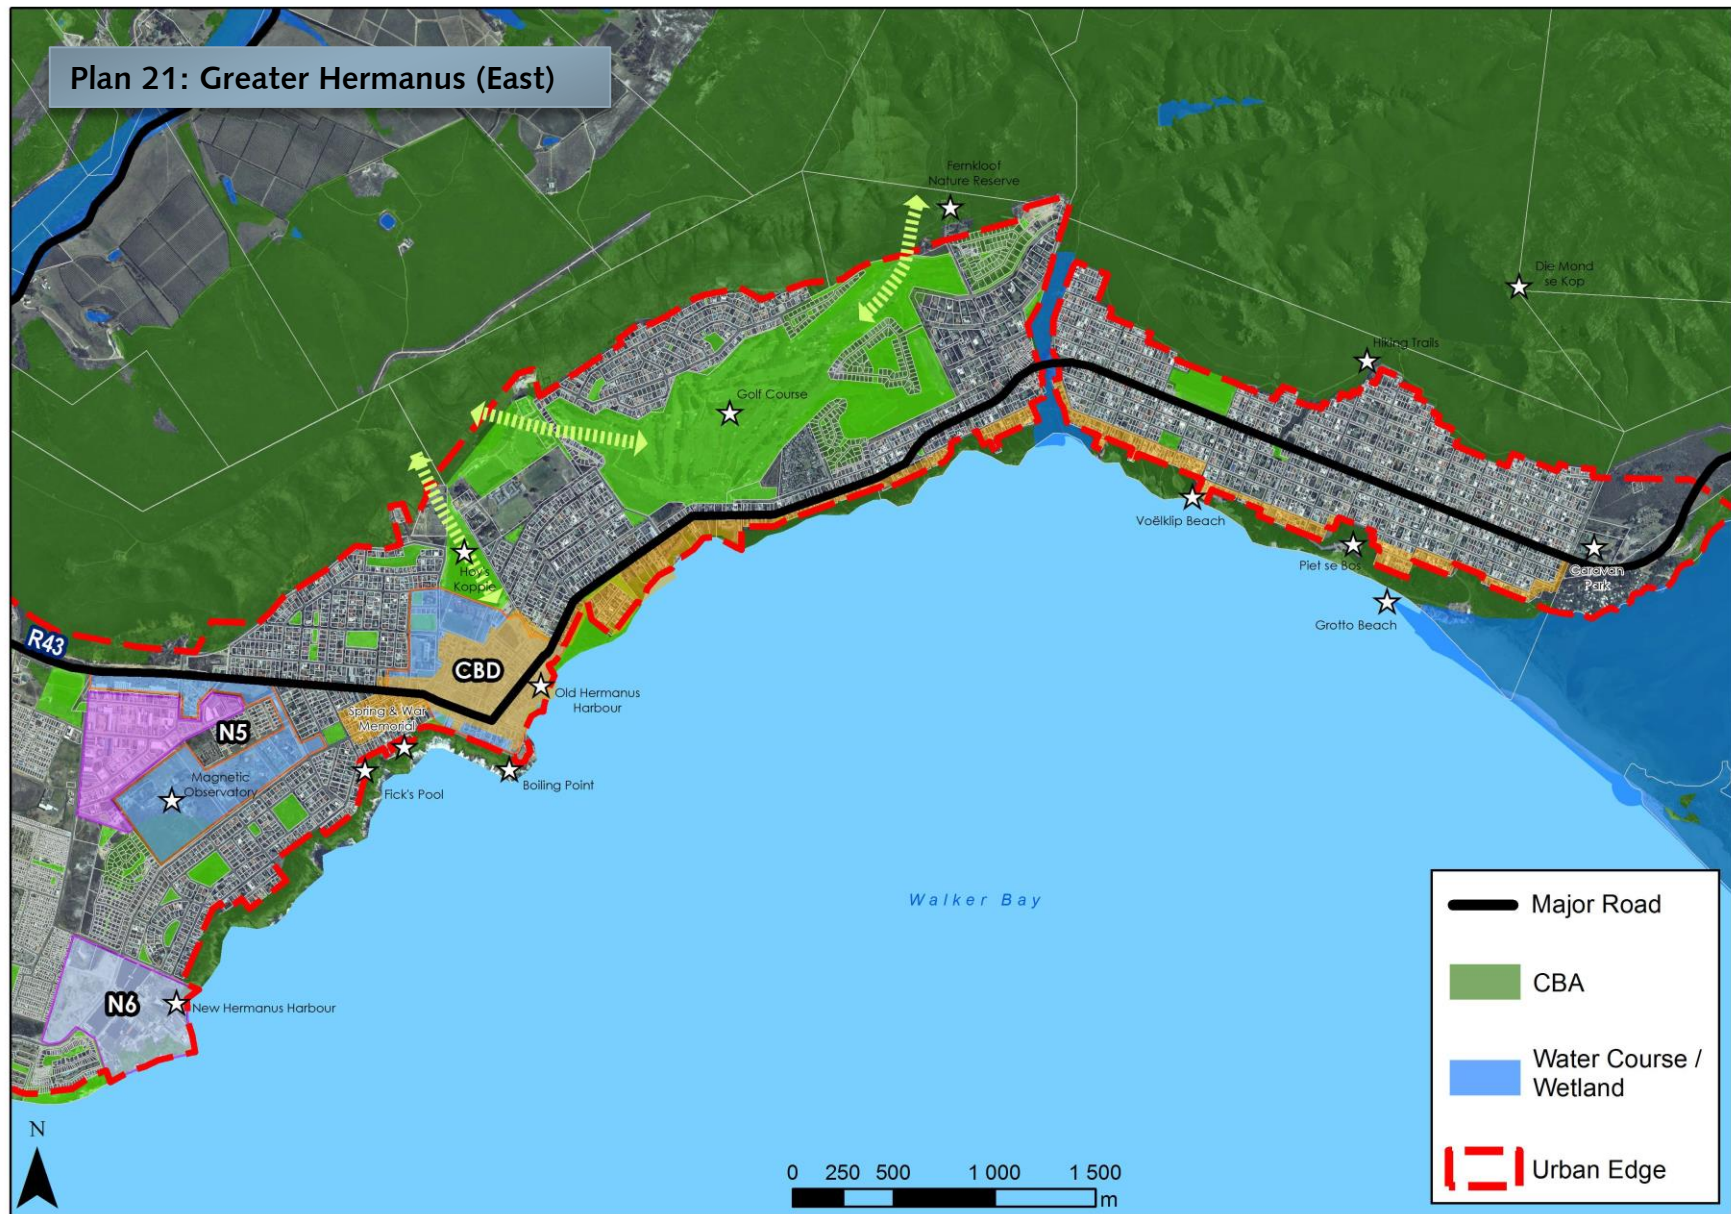 Plan 21: Greater Hermanus (East)
Fernkloof
Nature Reserve
Die Mond
se Kop
Hiking Trails
Golf Course
Voëlklip Beach
Hoy's
Koppie
Piet se Bos
Caravan
Park
Grotto Beach
R43
CBD
Old Hermanus
Harbour
Spring & War
Memorial
N5
Magnetic
Observatory
Fick's Pool
Boiling Point
Walker Bay
N6
New Hermanus Harbour
Major Road
CBA
Water Course /
Wetland
Urban Edge
N
0 250 500 1 000 1 500
m